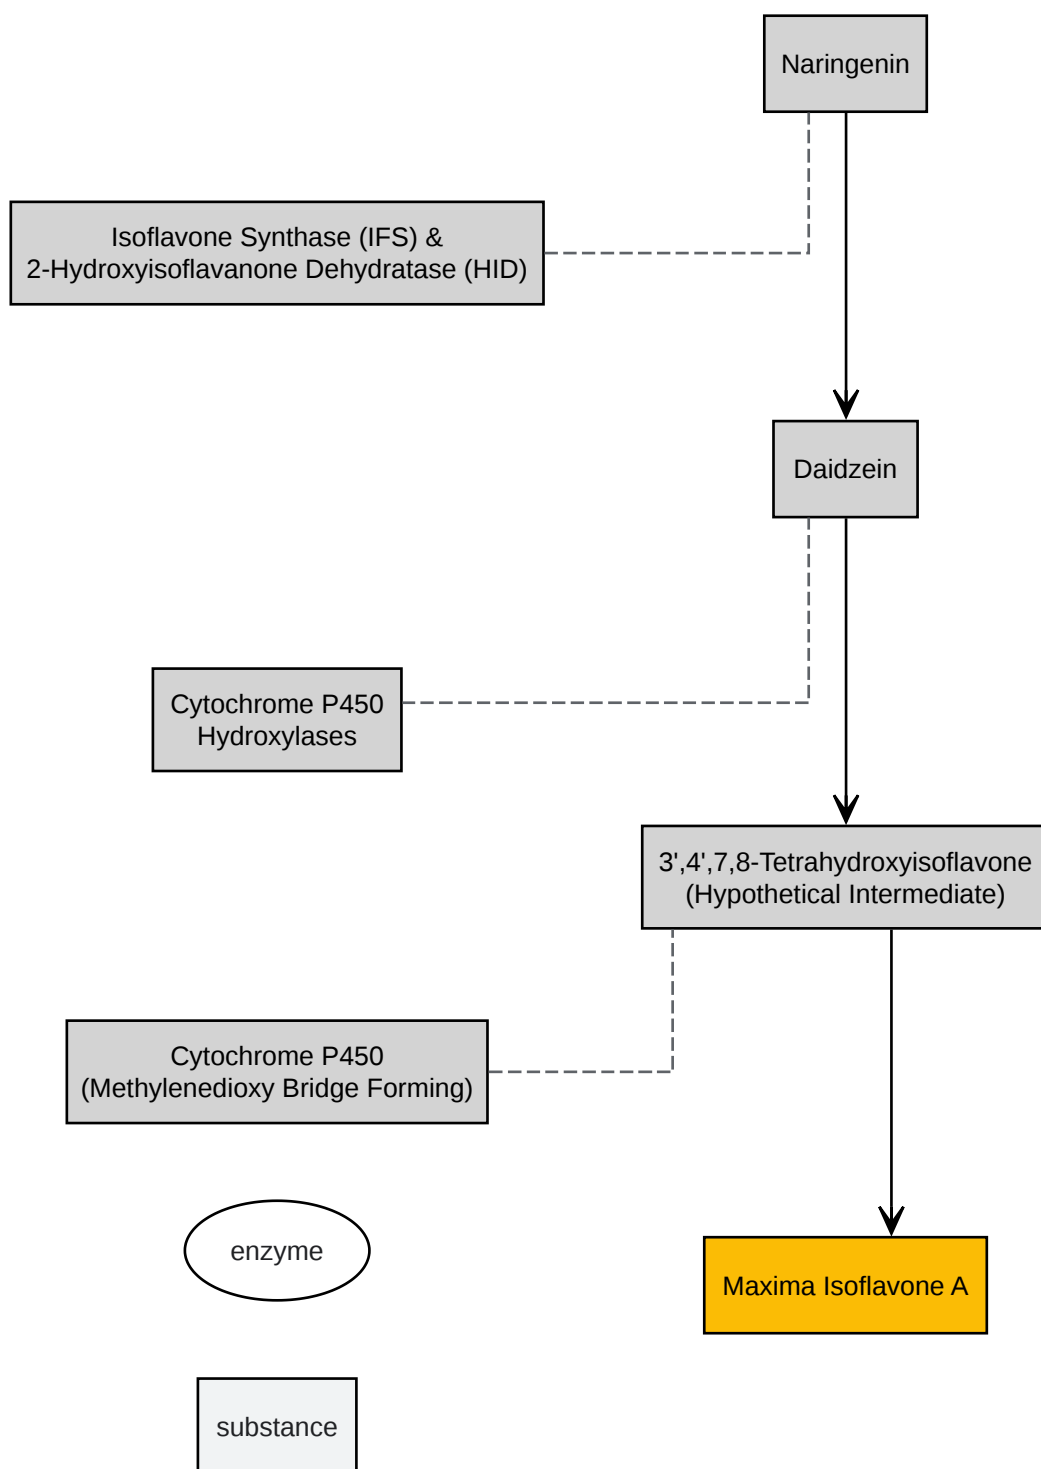 Naringenin
Isoflavone Synthase (IFS) &
2-Hydroxyisoflavanone Dehydratase (HID)
Daidzein
Cytochrome P450
Hydroxylases
3',4',7,8-Tetrahydroxyisoflavone
(Hypothetical Intermediate)
Cytochrome P450
(Methylenedioxy Bridge Forming)
enzyme
Maxima Isoflavone A
substance